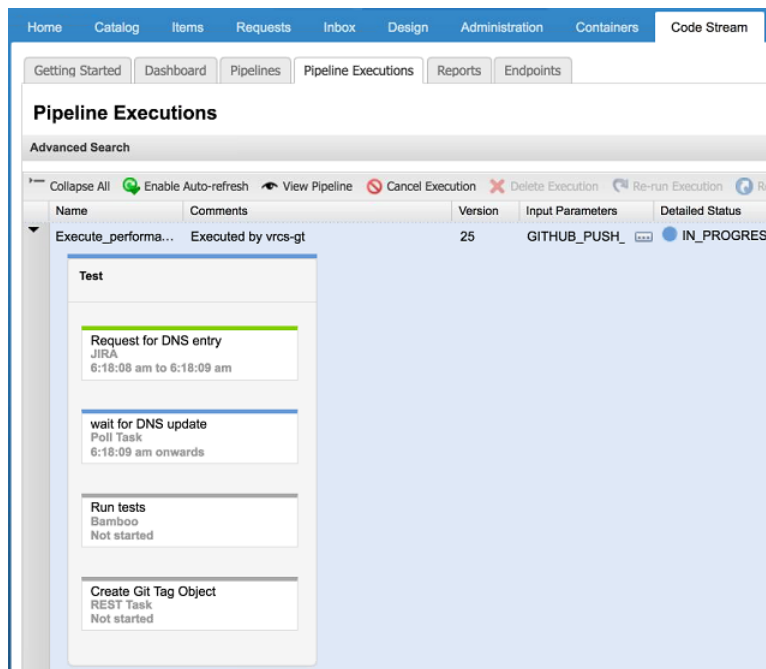 Home Catalog Items Requests Inbox Design Administration Containers Code Stream
Getting Started Dashboard Pipelines Pipeline Executions Reports Endpoints
Pipeline Executions
Advanced Search
Collapse All Enable Auto-refresh View Pipeline Cancel Execution Delete Execution Re-run Execution R
Name Comments Version Input Parameters Detailed Status
Execute_performa... Executed by vrcs-gt 25 GITHUB_PUSH_ IN_PROGRES
Test
Request for DNS entry
JIRA
6:18:08 am to 6:18:09 am
wait for DNS update
Poll Task
6:18:09 am onwards
Run tests
Bamboo
Not started
Create Git Tag Object
REST Task
Not started